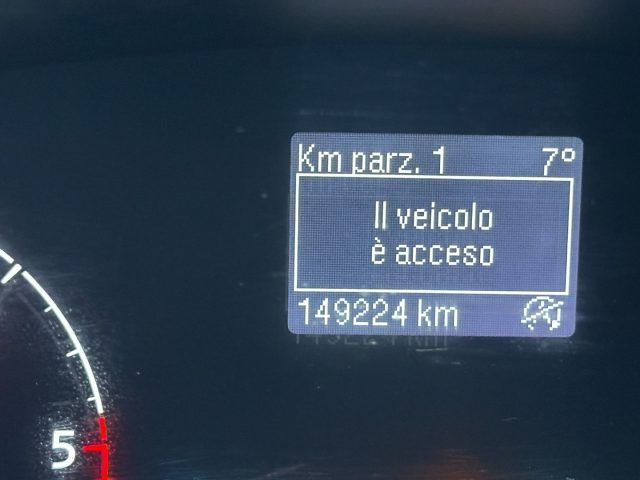 Km parz. 1 7°
Il veicolo
è acceso
149224 km
5